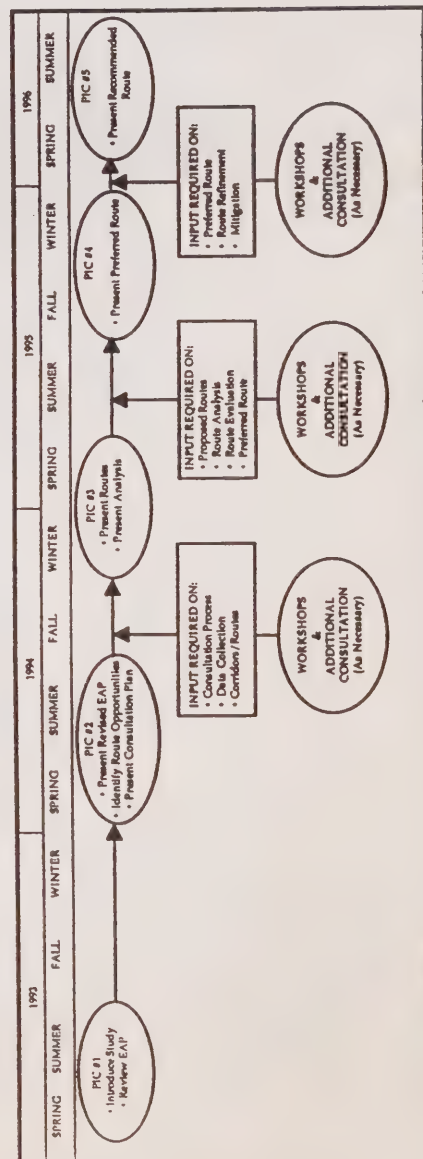 1993
1994
1995
1996
SPRING SUMMER FALL WINTER SPRING SUMMER FALL WINTER SPRING SUMMER FALL WINTER SPRING SUMMER
PIC #1
• Introduce Study
• Review EAP
PIC #2
• Present Revised EAP
• Identify Route Opportunities
• Present Consultation Plan
PIC #3
• Present Routes
• Present Analysis
PIC #4
• Present Preferred Route
PIC #5
• Present Recommended
Route
INPUT REQUIRED ON:
• Consultation Process
• Data Collection
• Corridors/Routes
INPUT REQUIRED ON:
• Proposed Routes
• Route Analysis
• Route Evaluation
• Preferred Route
INPUT REQUIRED ON:
• Preferred Route
• Route Refinement
• Mitigation
WORKSHOPS
&
ADDITIONAL
CONSULTATION
(As Necessary)
WORKSHOPS
&
ADDITIONAL
CONSULTATION
(As Necessary)
WORKSHOPS
&
ADDITIONAL
CONSULTATION
(As Necessary)